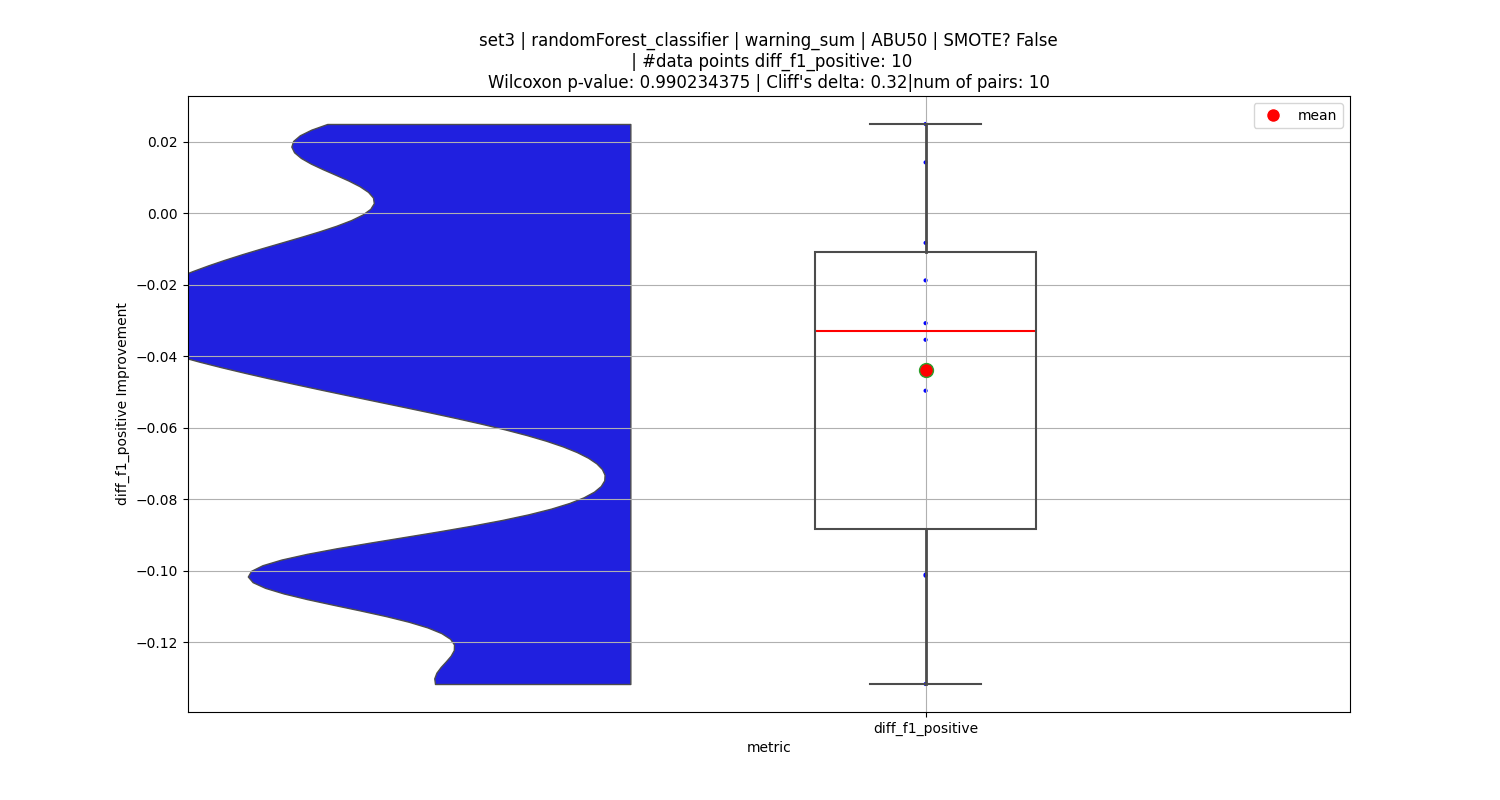 set3 | randomForest_classifier | warning_sum | ABU50 | SMOTE? False
| #data points diff_f1_positive: 10
Wilcoxon p-value: 0.990234375 | Cliff's delta: 0.32|num of pairs: 10
mean
0.02
0.00
−0.02
−0.04
−0.06
−0.08
−0.10
−0.12
diff_f1_positive Improvement
diff_f1_positive
metric